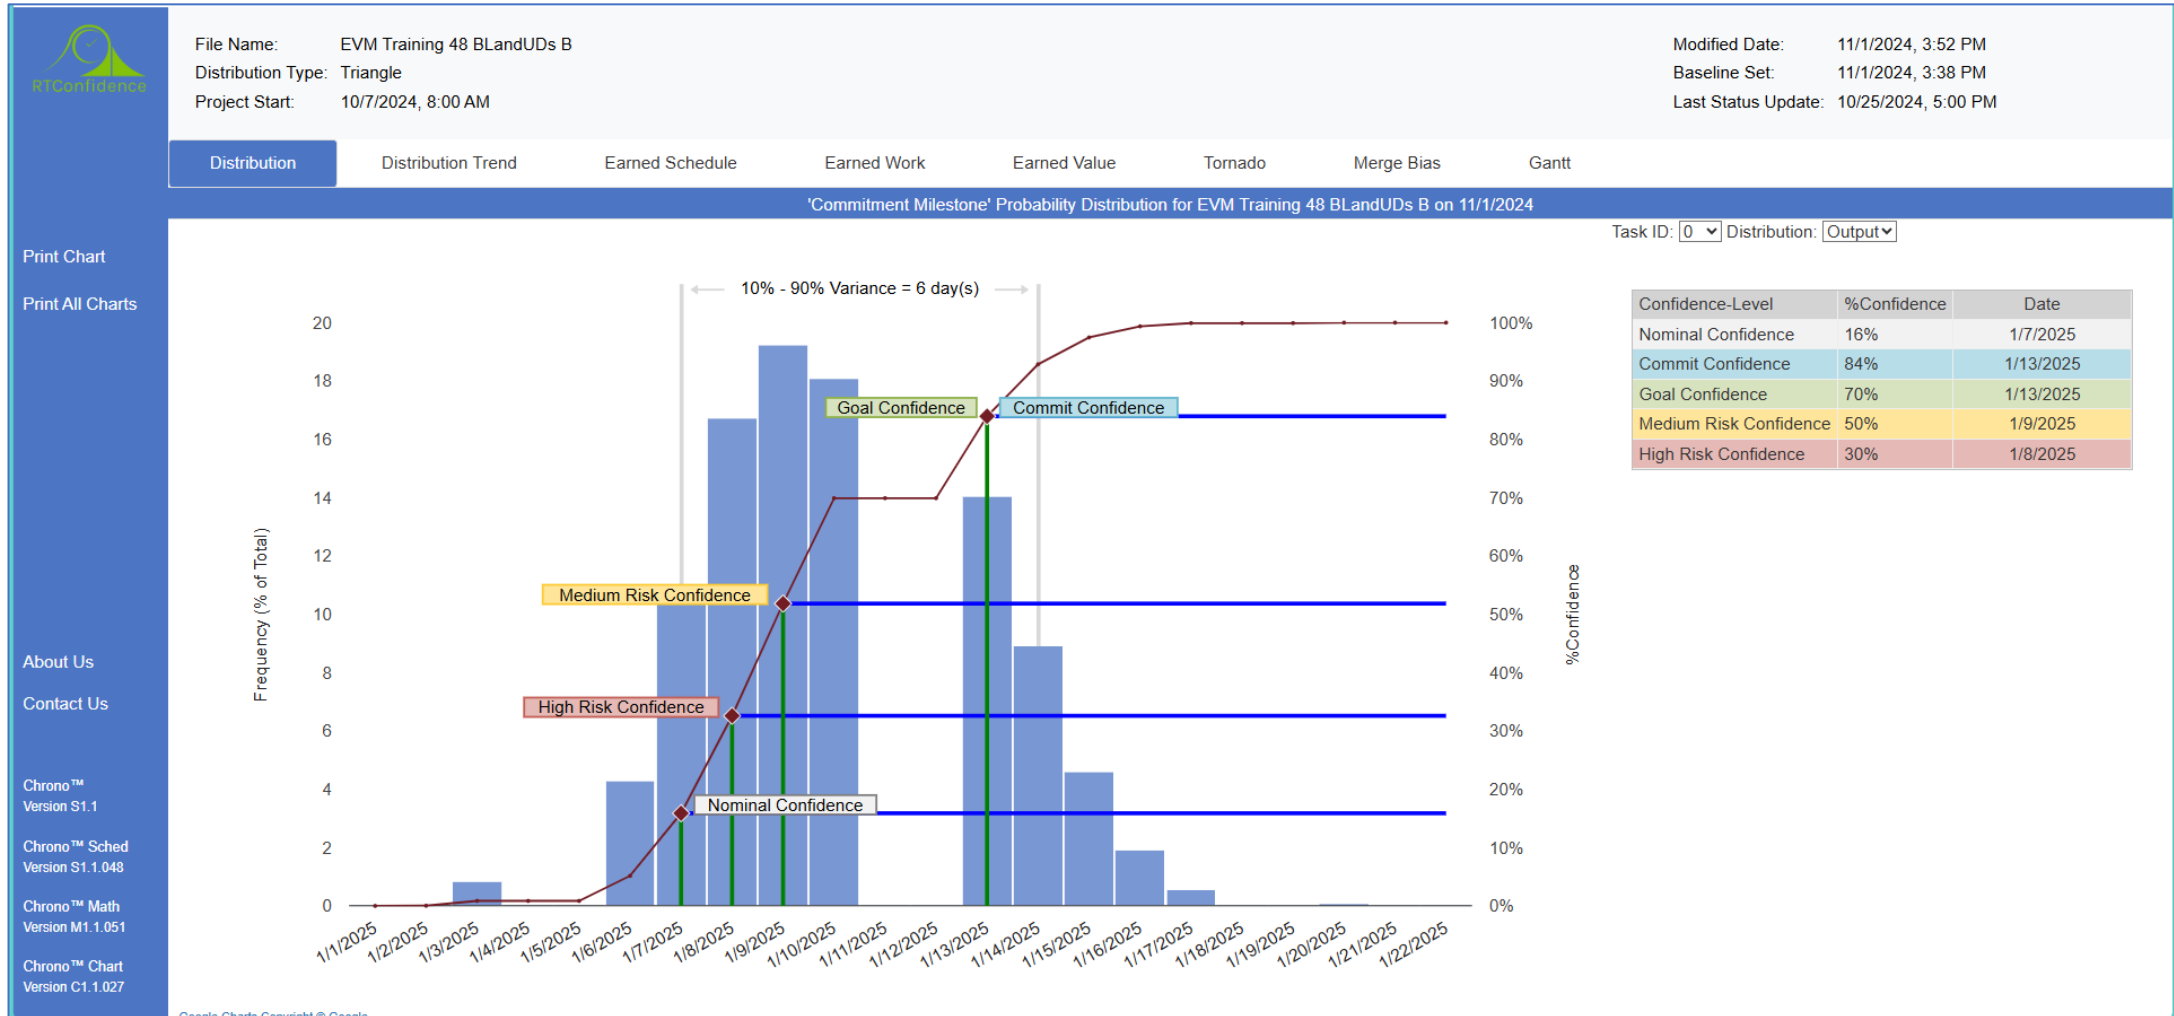 RTConfidence
File Name: EVM Training 48 BLandUDs B
Distribution Type: Triangle
Project Start: 10/7/2024, 8:00 AM
Modified Date: 11/1/2024, 3:52 PM
Baseline Set: 11/1/2024, 3:38 PM
Last Status Update: 10/25/2024, 5:00 PM
Distribution Distribution Trend Earned Schedule Earned Work Earned Value Tornado Merge Bias Gantt
'Commitment Milestone' Probability Distribution for EVM Training 48 BLandUDs B on 11/1/2024
Task ID: 0 Distribution: Output
Print Chart
Print All Charts
About Us
Contact Us
Chrono™
Version S1.1
Chrono™ Sched
Version S1.1.048
Chrono™ Math
Version M1.1.051
Chrono™ Chart
Version C1.1.027
10% - 90% Variance = 6 day(s)
Frequency (% of Total)
20
18
16
14
12
10
8
6
4
2
0
Goal Confidence
Commit Confidence
Medium Risk Confidence
High Risk Confidence
Nominal Confidence
100%
90%
80%
70%
60%
50%
40%
30%
20%
10%
0%
%Confidence
1/1/2025 1/2/2025 1/3/2025 1/4/2025 1/5/2025 1/6/2025 1/7/2025 1/8/2025 1/9/2025 1/10/2025 1/11/2025 1/12/2025 1/13/2025 1/14/2025 1/15/2025 1/16/2025 1/17/2025 1/18/2025 1/19/2025 1/20/2025 1/21/2025 1/22/2025
Confidence-Level %Confidence Date
Nominal Confidence 16% 1/7/2025
Commit Confidence 84% 1/13/2025
Goal Confidence 70% 1/13/2025
Medium Risk Confidence 50% 1/9/2025
High Risk Confidence 30% 1/8/2025
Google Charts Copyright © Google